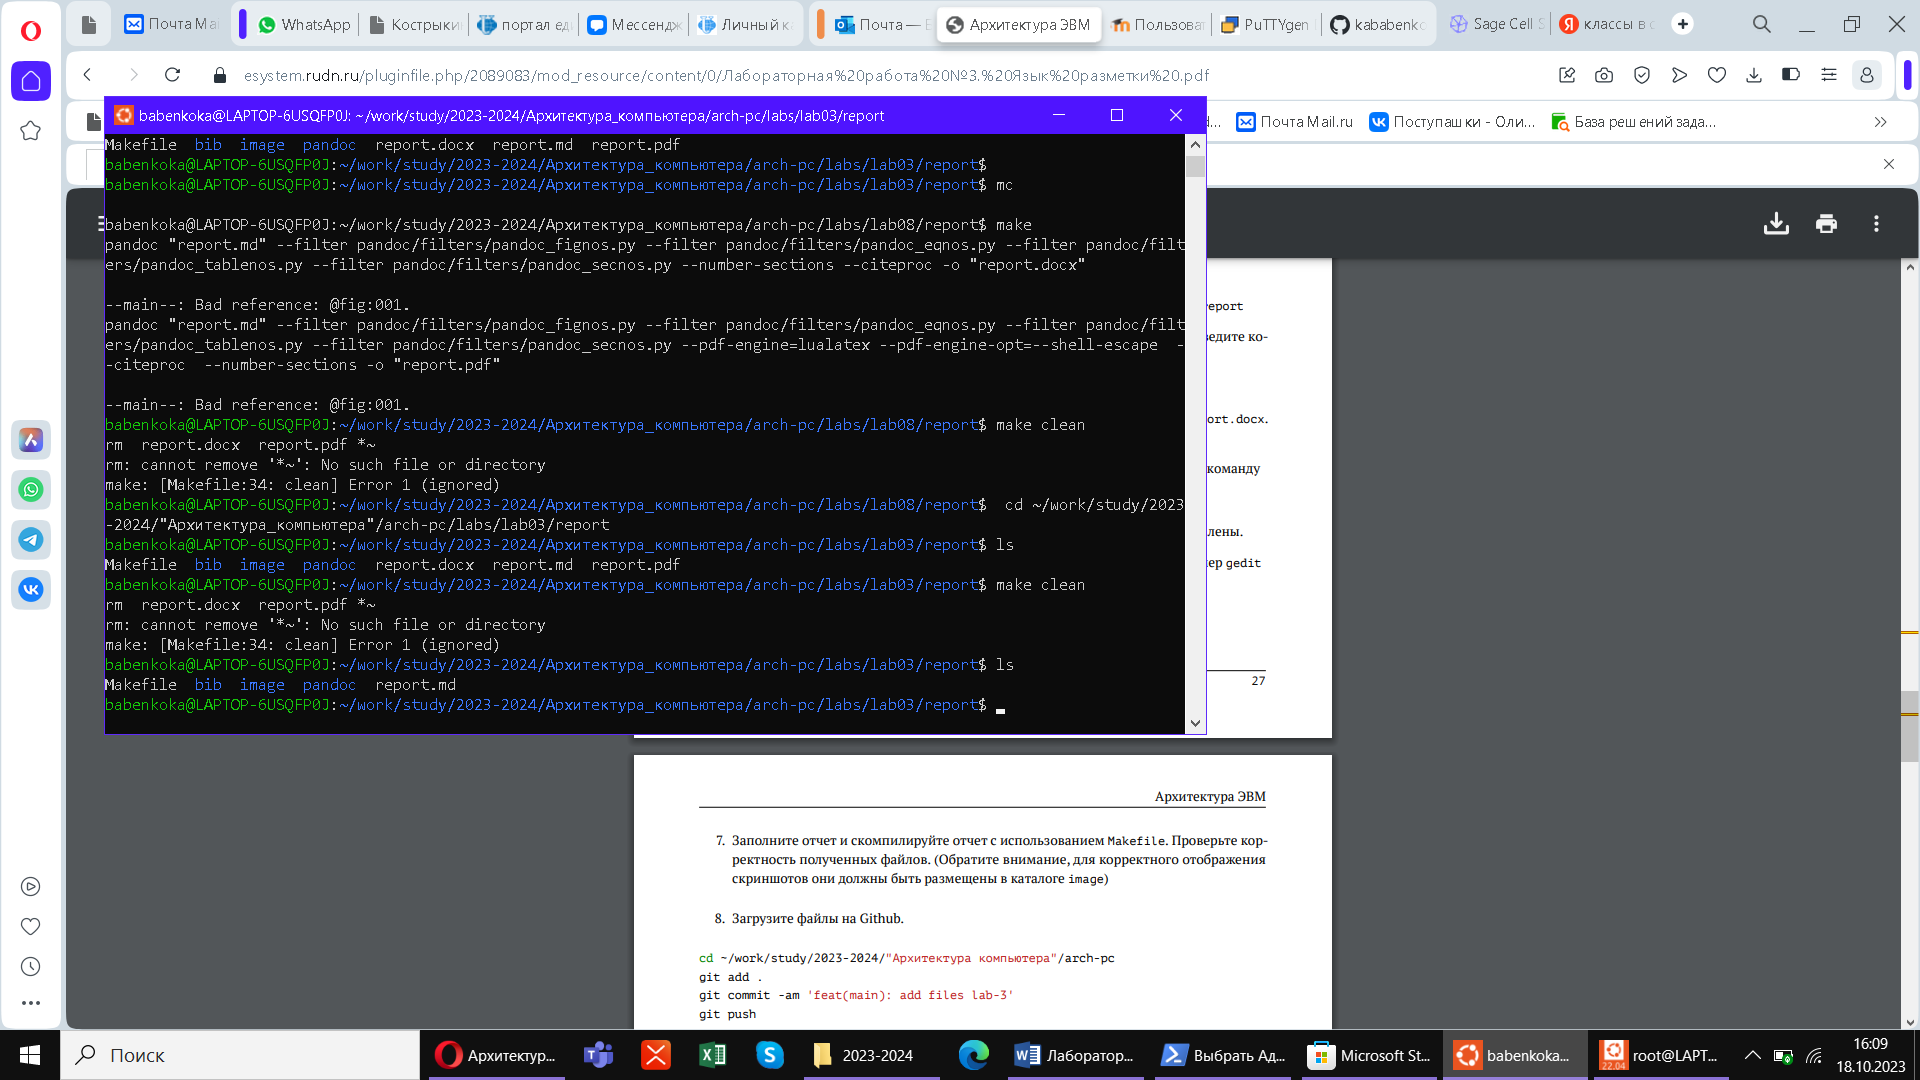 Почта Ma
WhatsApp
Кострыки
портал ед
Мессендж
Личный к
Почта —
Архитектура ЭВМ
Пользоват
PuTTYgen
kababenko
Sage Cell S
классы в с
esystem.rudn.ru/pluginfile.php/2089083/mod_resource/content/0/Лабораторная%20работа%20№3.%20Язык%20разметки%20.pdf
babenkoka@LAPTOP-6USQFP0J: ~/work/study/2023-2024/Архитектура_компьютера/arch-pc/labs/lab03/report
d...
Почта Mail.ru
Поступашки - Оли...
База решений зада...
Makefile  bib  image  pandoc  report.docx  report.md  report.pdf
babenkoka@LAPTOP-6USQFP0J:~/work/study/2023-2024/Архитектура_компьютера/arch-pc/labs/lab03/report$
babenkoka@LAPTOP-6USQFP0J:~/work/study/2023-2024/Архитектура_компьютера/arch-pc/labs/lab03/report$ mc
babenkoka@LAPTOP-6USQFP0J:~/work/study/2023-2024/Архитектура_компьютера/arch-pc/labs/lab08/report$ make
pandoc "report.md" --filter pandoc/filters/pandoc_fignos.py --filter pandoc/filters/pandoc_eqnos.py --filter pandoc/filt
ers/pandoc_tablenos.py --filter pandoc/filters/pandoc_secnos.py --number-sections --citeproc -o "report.docx"
--main--: Bad reference: @fig:001.
pandoc "report.md" --filter pandoc/filters/pandoc_fignos.py --filter pandoc/filters/pandoc_eqnos.py --filter pandoc/filt
ers/pandoc_tablenos.py --filter pandoc/filters/pandoc_secnos.py --pdf-engine=lualatex --pdf-engine-opt=--shell-escape  -
-citeproc  --number-sections -o "report.pdf"
--main--: Bad reference: @fig:001.
babenkoka@LAPTOP-6USQFP0J:~/work/study/2023-2024/Архитектура_компьютера/arch-pc/labs/lab08/report$ make clean
rm  report.docx  report.pdf *~
rm: cannot remove '*~': No such file or directory
make: [Makefile:34: clean] Error 1 (ignored)
babenkoka@LAPTOP-6USQFP0J:~/work/study/2023-2024/Архитектура_компьютера/arch-pc/labs/lab08/report$  cd ~/work/study/2023
-2024/"Архитектура_компьютера"/arch-pc/labs/lab03/report
babenkoka@LAPTOP-6USQFP0J:~/work/study/2023-2024/Архитектура_компьютера/arch-pc/labs/lab03/report$ ls
Makefile  bib  image  pandoc  report.docx  report.md  report.pdf
babenkoka@LAPTOP-6USQFP0J:~/work/study/2023-2024/Архитектура_компьютера/arch-pc/labs/lab03/report$ make clean
rm  report.docx  report.pdf *~
rm: cannot remove '*~': No such file or directory
make: [Makefile:34: clean] Error 1 (ignored)
babenkoka@LAPTOP-6USQFP0J:~/work/study/2023-2024/Архитектура_компьютера/arch-pc/labs/lab03/report$ ls
Makefile  bib  image  pandoc  report.md
babenkoka@LAPTOP-6USQFP0J:~/work/study/2023-2024/Архитектура_компьютера/arch-pc/labs/lab03/report$
report
ведите ко-
ort.docx.
команду
лены.
ер gedit
27
Архитектура ЭВМ
7. Заполните отчет и скомпилируйте отчет с использованием Makefile. Проверьте кор-
ректность полученных файлов. (Обратите внимание, для корректного отображения
скриншотов они должны быть размещены в каталоге image)
8. Загрузите файлы на Github.
cd ~/work/study/2023-2024/"Архитектура компьютера"/arch-pc
git add .
git commit -am 'feat(main): add files lab-3'
git push
Поиск
Архитектур...
2023-2024
Лаборатор...
Выбрать Ад...
Microsoft St...
babenkoka...
22.04
root@LAPT...
16:09
18.10.2023